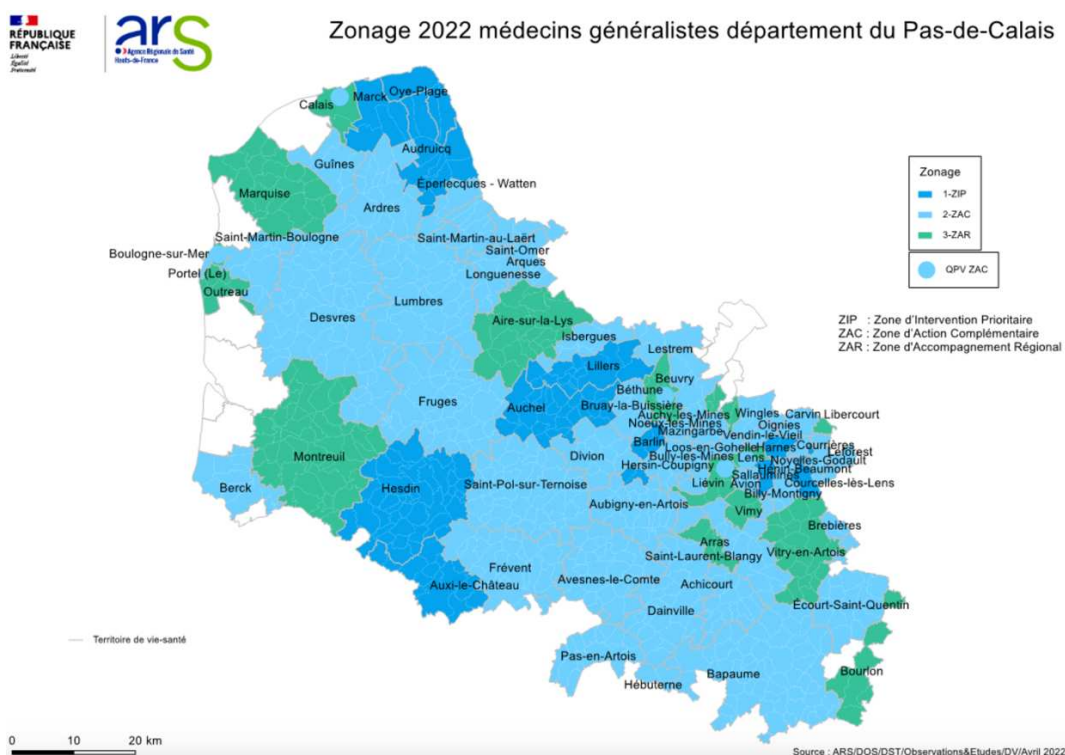 RÉPUBLIQUE
FRANÇAISE
Liberté
Égalité
Fraternité
ars
Agence Régionale de Santé
Hauts-de-France
Zonage 2022 médecins généralistes département du Pas-de-Calais
Calais
Marck
Oye-Plage
Audruicq
Guînes
Éperlecques - Watten
Marquise
Ardres
Saint-Martin-Boulogne
Saint-Martin-au-Laërt
Boulogne-sur-Mer
Saint-Omer
Arques
Portel (Le)
Longuenesse
Outreau
Lumbres
Desvres
Aire-sur-la-Lys
Isbergues
Lestrem
Lillers
Beuvry
Béthune
Fruges
Auchel
Bruay-la-Buissière
Auchy-les-Mines
Wingles
Carvin
Libercourt
Noeux-les-Mines
Oignies
Mazingarbe
Vendin-le-Vieil
Barlin
Loos-en-Gohelle
Harnes
Courrières
Leforest
Montreuil
Divion
Bully-les-Mines
Lens
Noyelles-Godault
Hersin-Coupigny
Hénin-Beaumont
Sallaumines
Berck
Hesdin
Saint-Pol-sur-Ternoise
Liévin
Avion
Courcelles-lès-Lens
Billy-Montigny
Aubigny-en-Artois
Vimy
Brebières
Arras
Saint-Laurent-Blangy
Vitry-en-Artois
Frévent
Auxi-le-Château
Avesnes-le-Comte
Achicourt
Dainville
Écourt-Saint-Quentin
Pas-en-Artois
Bapaume
Bourlon
Hébuterne
Zonage
1-ZIP
2-ZAC
3-ZAR
QPV ZAC
ZIP : Zone d'Intervention Prioritaire
ZAC : Zone d'Action Complémentaire
ZAR : Zone d'Accompagnement Régional
Territoire de vie-santé
0 10 20 km
Source : ARS/DOS/DST/Observations&Etudes/DV/Avril 2022